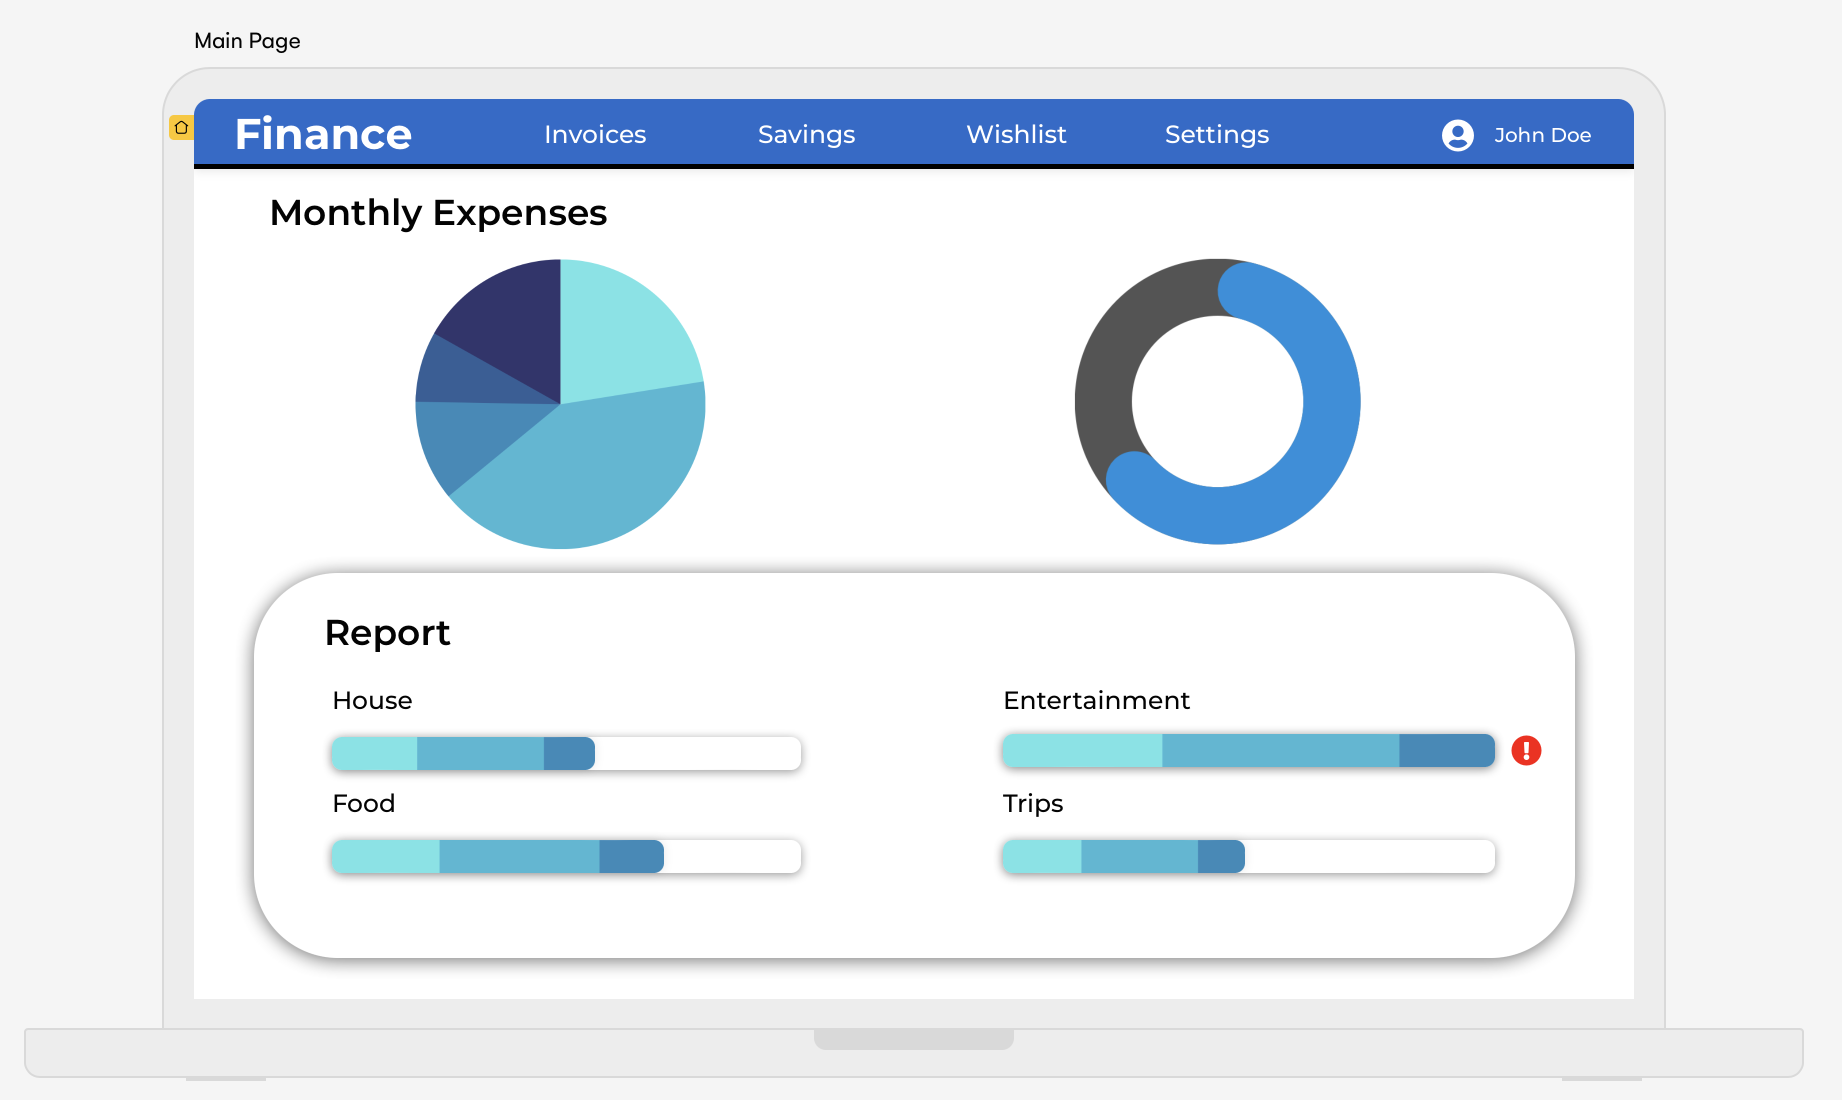 Main Page
Finance
Invoices
Savings
Wishlist
Settings
John Doe
Monthly Expenses
Report
House
Entertainment
Food
Trips